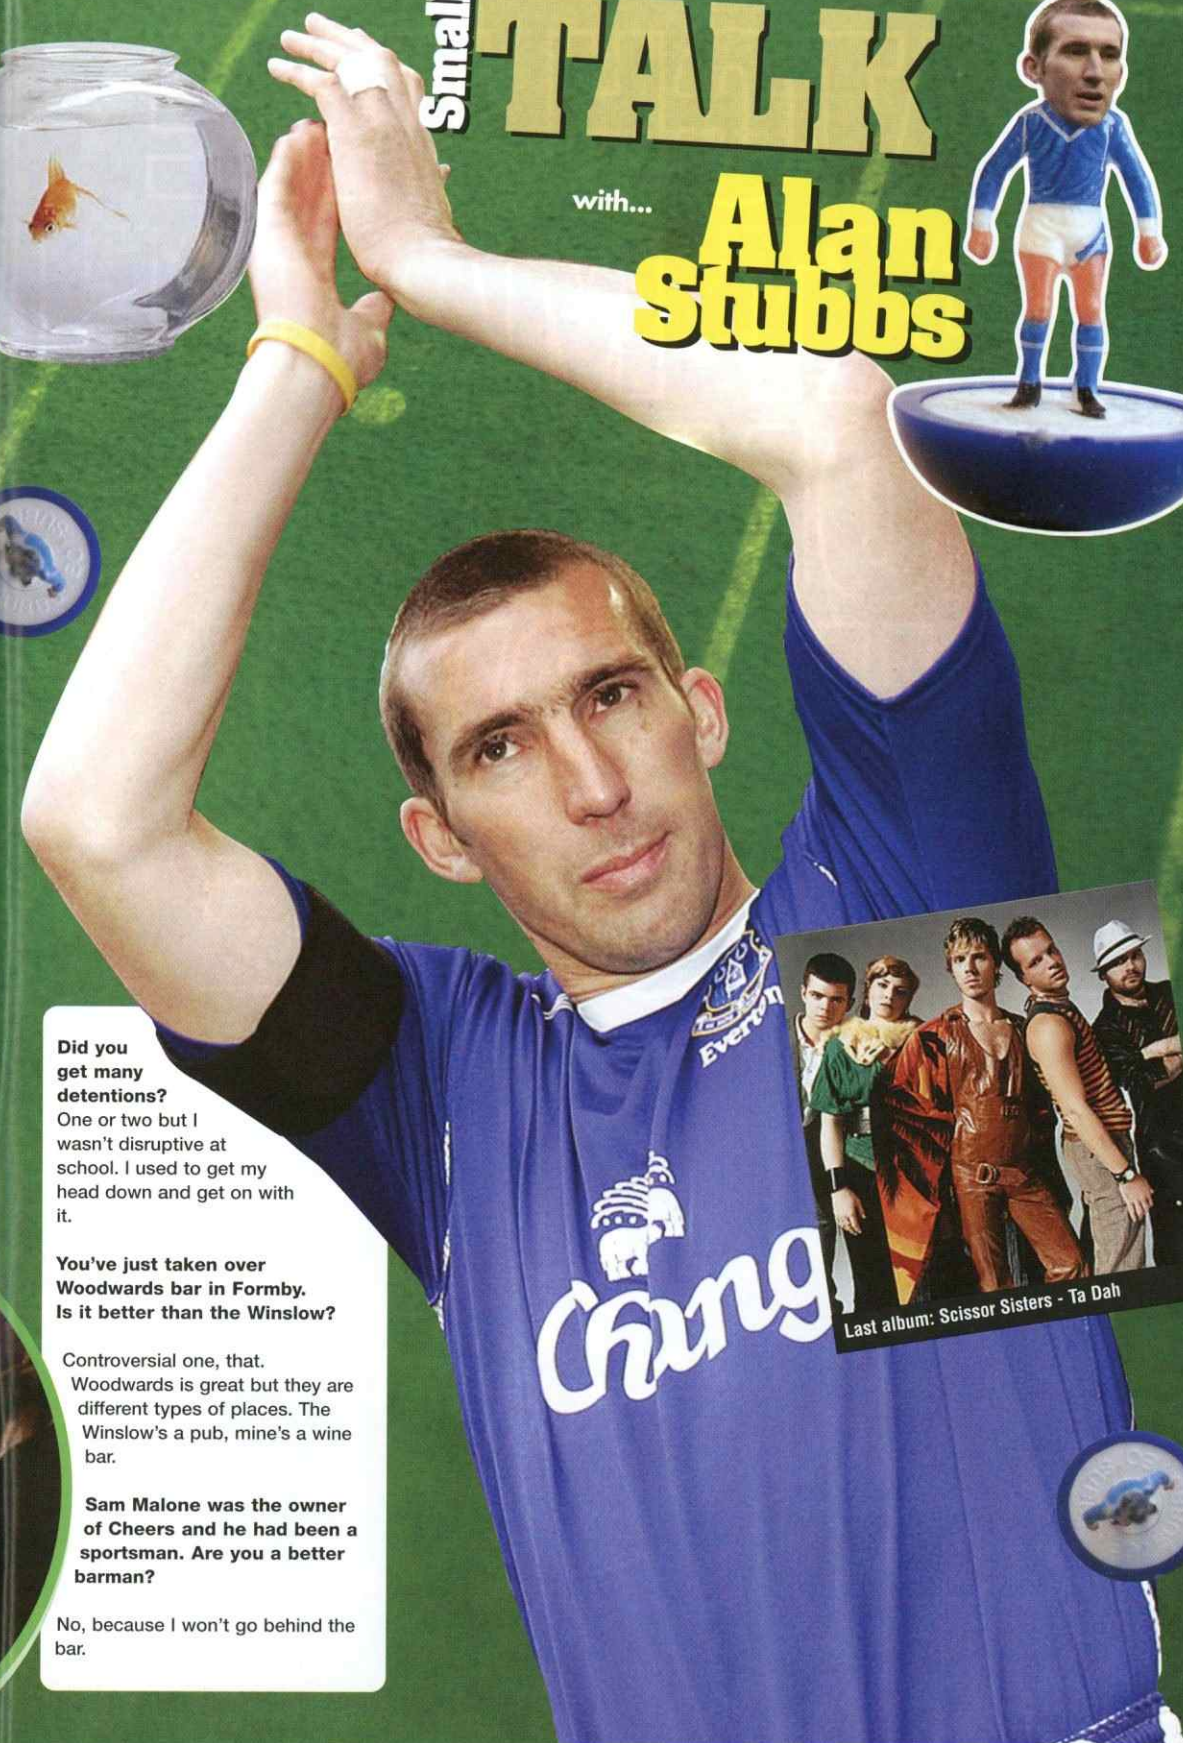 Small
TALK
with...
Alan
Stubbs
Everton
Chang
Last album: Scissor Sisters - Ta Dah
Did you
get many
detentions?
One or two but I
wasn't disruptive at
school. I used to get my
head down and get on with
it.
You've just taken over
Woodwards bar in Formby.
Is it better than the Winslow?
Controversial one, that.
Woodwards is great but they are
different types of places. The
Winslow's a pub, mine's a wine
bar.
Sam Malone was the owner
of Cheers and he had been a
sportsman. Are you a better
barman?
No, because I won't go behind the
bar.